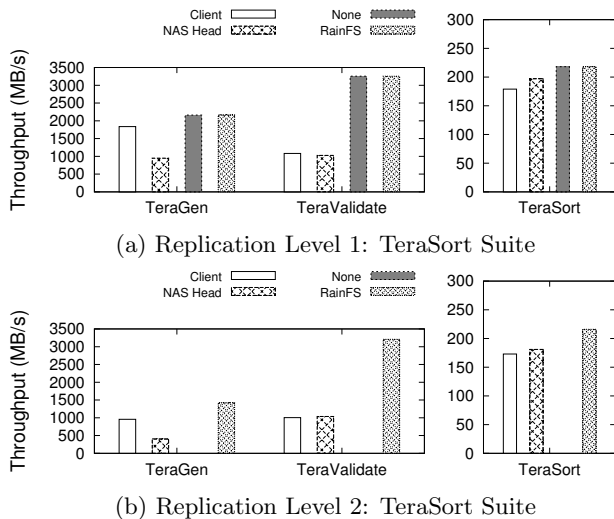 Client
None
NAS Head
RainFS
Throughput (MB/s)
3500
3000
2500
2000
1500
1000
500
0
TeraGen
TeraValidate
300
250
200
150
100
50
0
TeraSort
(a) Replication Level 1: TeraSort Suite
Client
None
NAS Head
RainFS
Throughput (MB/s)
3500
3000
2500
2000
1500
1000
500
0
TeraGen
TeraValidate
300
250
200
150
100
50
0
TeraSort
(b) Replication Level 2: TeraSort Suite